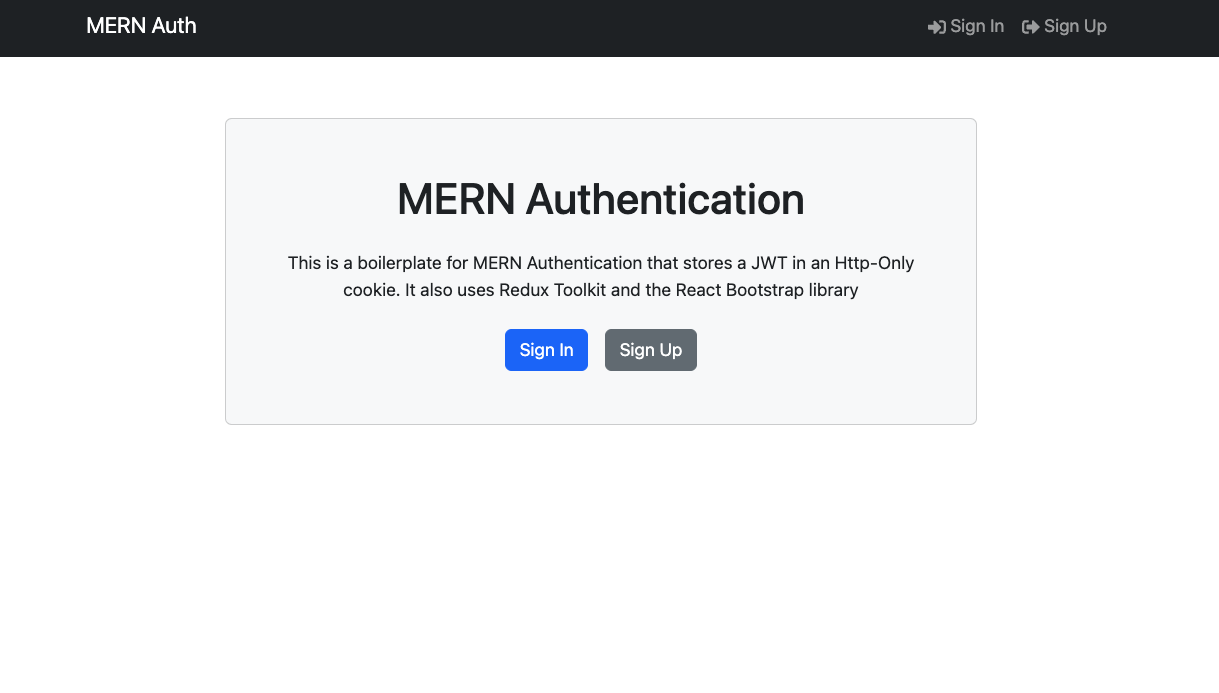 MERN Auth
Sign In
Sign Up
MERN Authentication
This is a boilerplate for MERN Authentication that stores a JWT in an Http-Only
cookie. It also uses Redux Toolkit and the React Bootstrap library
Sign In
Sign Up